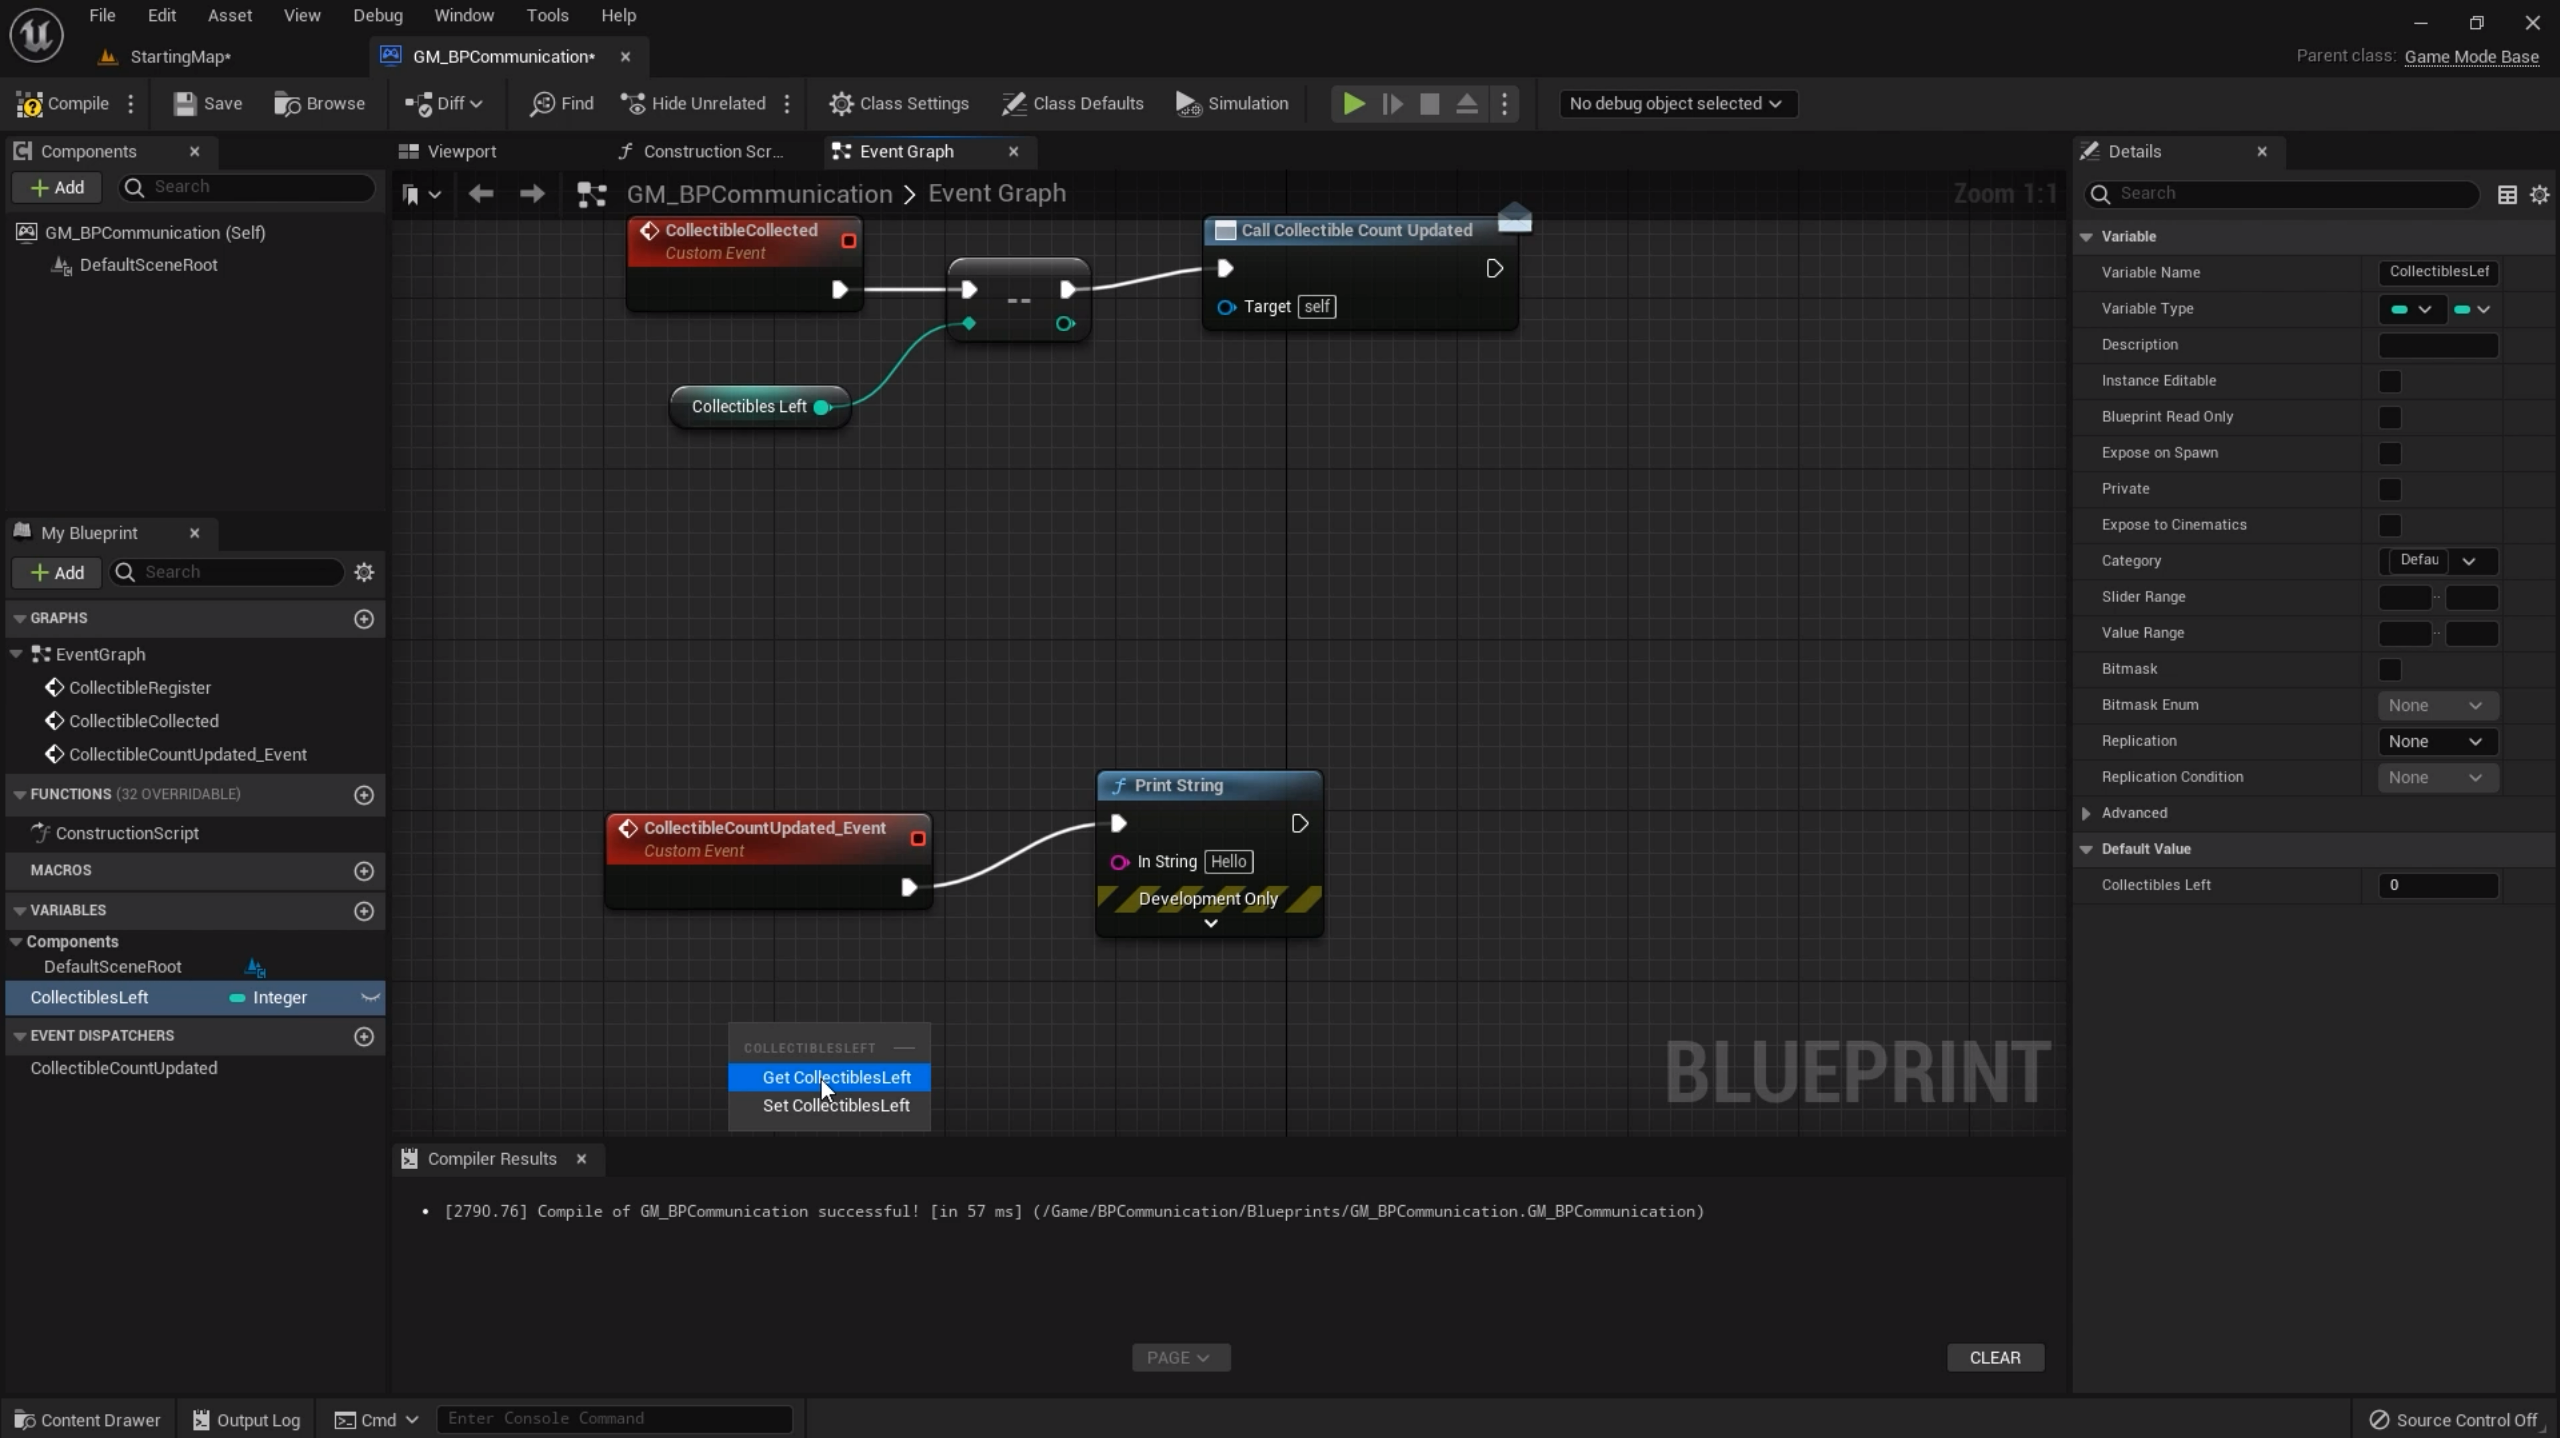 File Edit Asset View Debug Window Tools Help
StartingMap*
GM_BPCommunication*
Parent class: Game Mode Base
Compile Save Browse Diff Find Hide Unrelated Class Settings Class Defaults Simulation No debug object selected
Components
Add Search
GM_BPCommunication (Self)
DefaultSceneRoot
My Blueprint
Add Search
GRAPHS
EventGraph
CollectibleRegister
CollectibleCollected
CollectibleCountUpdated_Event
FUNCTIONS (32 OVERRIDABLE)
ConstructionScript
MACROS
VARIABLES
Components
DefaultSceneRoot
CollectiblesLeft Integer
EVENT DISPATCHERS
CollectibleCountUpdated
Viewport Construction Scr... Event Graph
GM_BPCommunication > Event Graph
Zoom 1:1
CollectibleCollected
Custom Event
--
Call Collectible Count Updated
Target self
Collectibles Left
CollectibleCountUpdated_Event
Custom Event
Print String
In String Hello
Development Only
COLLECTIBLESLEFT
Get CollectiblesLeft
Set CollectiblesLeft
BLUEPRINT
Compiler Results
[2790.76] Compile of GM_BPCommunication successful! [in 57 ms] (/Game/BPCommunication/Blueprints/GM_BPCommunication.GM_BPCommunication)
PAGE
CLEAR
Details
Search
Variable
Variable Name CollectiblesLef
Variable Type
Description
Instance Editable
Blueprint Read Only
Expose on Spawn
Private
Expose to Cinematics
Category Defau
Slider Range ..
Value Range ..
Bitmask
Bitmask Enum None
Replication None
Replication Condition None
Advanced
Default Value
Collectibles Left 0
Content Drawer Output Log Cmd Enter Console Command
Source Control Off